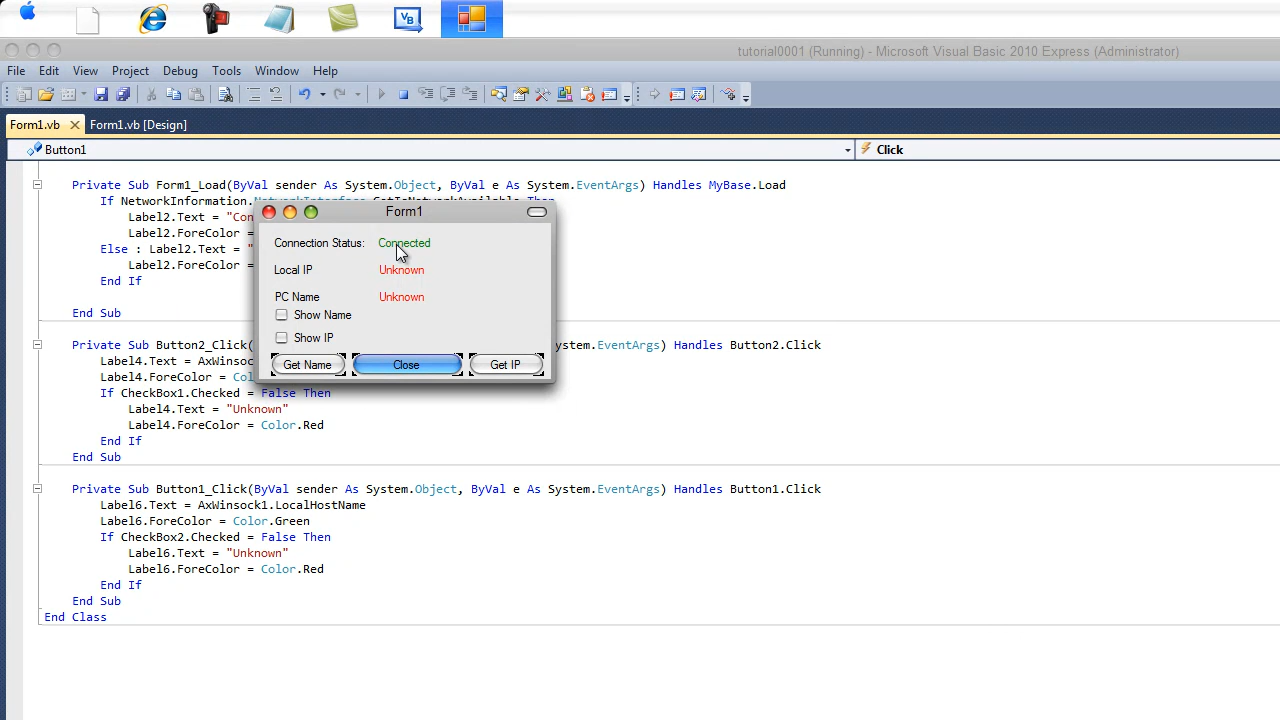 VB
tutorial0001 (Running) - Microsoft Visual Basic 2010 Express (Administrator)
File Edit View Project Debug Tools Window Help
Form1.vb Form1.vb [Design]
Button1 Click
Private Sub Form1_Load(ByVal sender As System.Object, ByVal e As System.EventArgs) Handles MyBase.Load
If NetworkInformation.
Label2.Text = "Con
Label2.ForeColor =
Else : Label2.Text = "
Label2.ForeColor =
End If
End Sub
Form1
Connection Status: Connected
Local IP Unknown
PC Name Unknown
Show Name
Show IP
Get Name Close Get IP
Private Sub Button2_Click( ystem.EventArgs) Handles Button2.Click
Label4.Text = AxWinsock1
Label4.ForeColor = Col
If CheckBox1.Checked = False Then
Label4.Text = "Unknown"
Label4.ForeColor = Color.Red
End If
End Sub
Private Sub Button1_Click(ByVal sender As System.Object, ByVal e As System.EventArgs) Handles Button1.Click
Label6.Text = AxWinsock1.LocalHostName
Label6.ForeColor = Color.Green
If CheckBox2.Checked = False Then
Label6.Text = "Unknown"
Label6.ForeColor = Color.Red
End If
End Sub
End Class